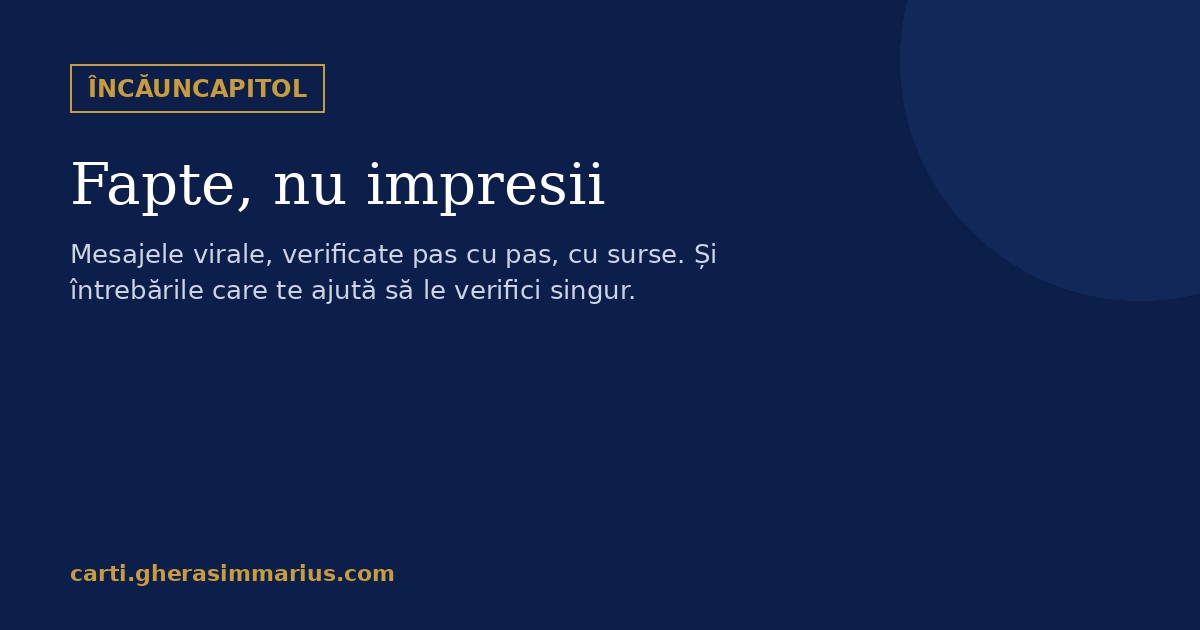 ÎNCĂUNCAPITOL
Fapte, nu impresii
Mesajele virale, verificate pas cu pas, cu surse. Și
întrebările care te ajută să le verifici singur.
carti.gherasimmarius.com